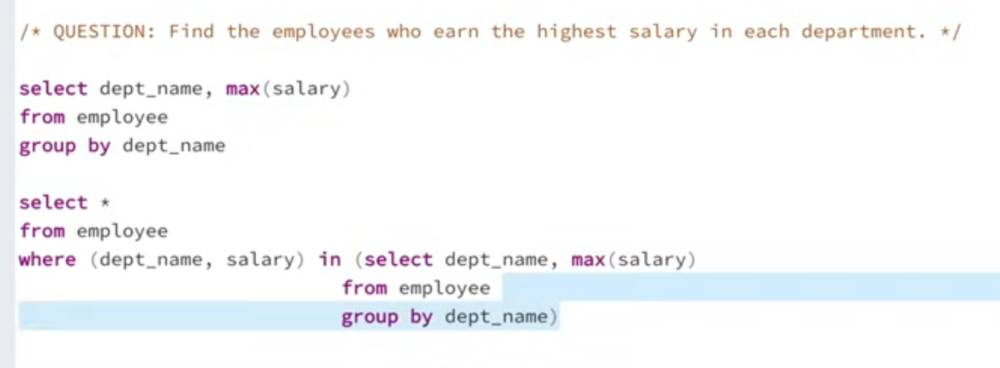 /* QUESTION: Find the employees who earn the highest salary in each department. */
select dept_name, max(salary)
from employee
group by dept_name
select *
from employee
where (dept_name, salary) in (select dept_name, max(salary)
from employee
group by dept_name)